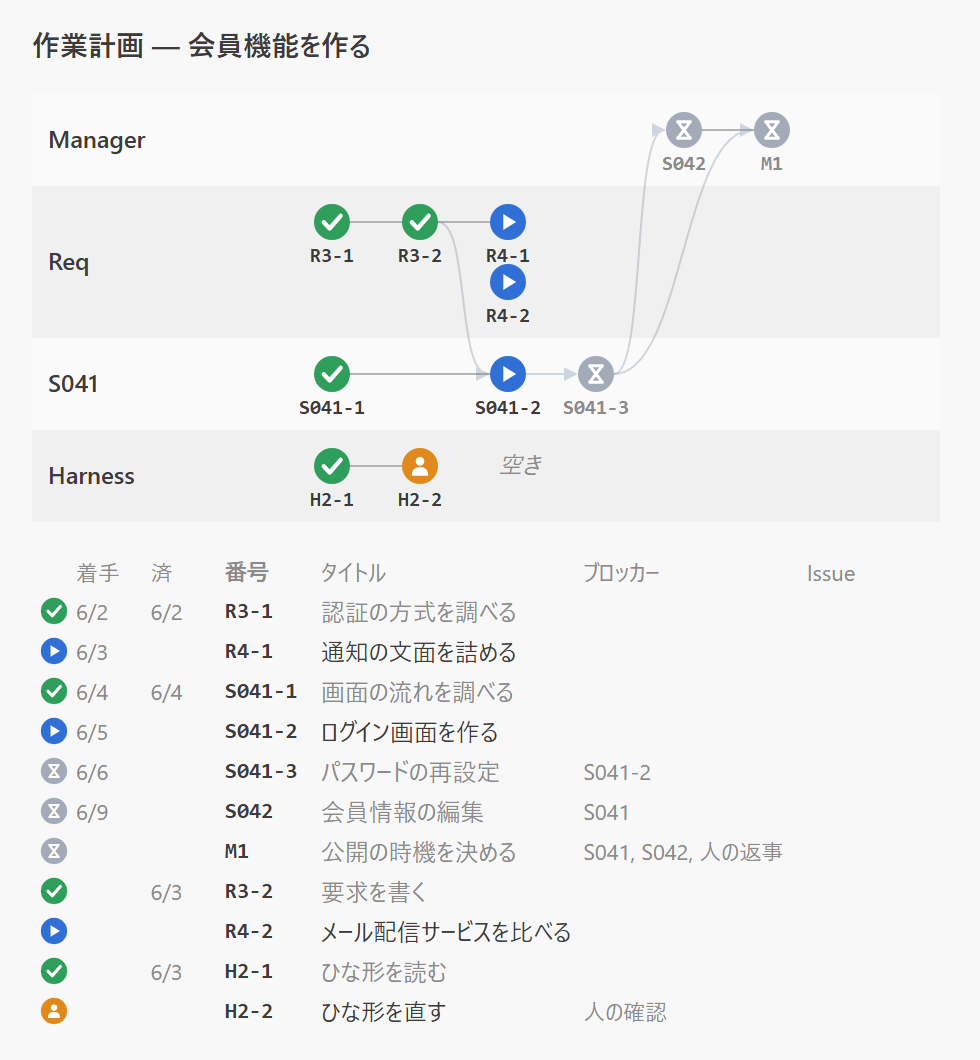 作業計画 — 会員機能を作る
Manager
S042 M1
Req
R3-1 R3-2 R4-1
R4-2
S041
S041-1 S041-2 S041-3
Harness
空き
H2-1 H2-2
着手 済 番号 タイトル ブロッカー Issue
6/2 6/2 R3-1 認証の方式を調べる
6/3 R4-1 通知の文面を詰める
6/4 6/4 S041-1 画面の流れを調べる
6/5 S041-2 ログイン画面を作る
6/6 S041-3 パスワードの再設定 S041-2
6/9 S042 会員情報の編集 S041
M1 公開の時機を決める S041, S042, 人の返事
6/3 R3-2 要求を書く
R4-2 メール配信サービスを比べる
6/3 H2-1 ひな形を読む
H2-2 ひな形を直す 人の確認